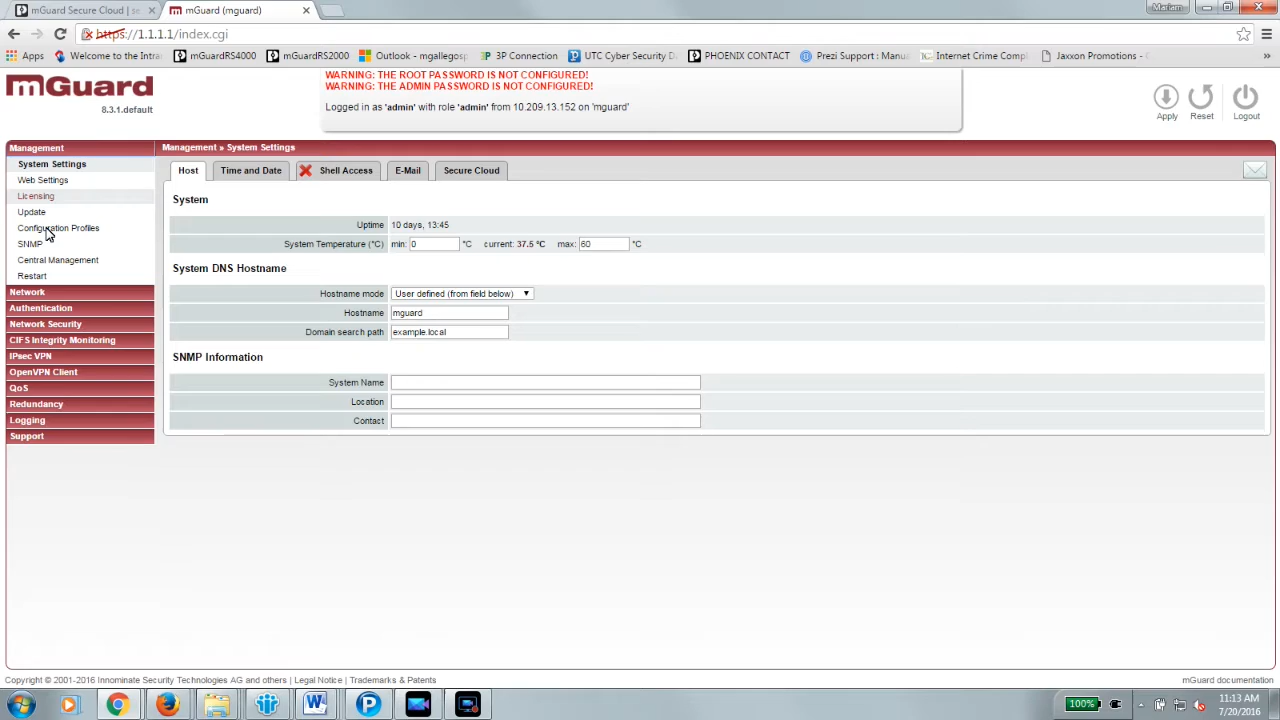 mGuard Secure Cloud | se
mGuard (mguard)
Mariam
https://1.1.1.1/index.cgi
Apps
Welcome to the Intra
mGuardRS4000
mGuardRS2000
Outlook - mgallegos
3P Connection
UTC Cyber Security D
PHOENIX CONTACT
Prezi Support : Manu
Internet Crime Compl
Jaxxon Promotions -
mGuard
8.3.1.default
WARNING: THE ROOT PASSWORD IS NOT CONFIGURED!
WARNING: THE ADMIN PASSWORD IS NOT CONFIGURED!
Logged in as 'admin' with role 'admin' from 10.209.13.152 on 'mguard'
Apply
Reset
Logout
Management
System Settings
Web Settings
Licensing
Update
Configuration Profiles
SNMP
Central Management
Restart
Network
Authentication
Network Security
CIFS Integrity Monitoring
IPsec VPN
OpenVPN Client
QoS
Redundancy
Logging
Support
Management » System Settings
Host
Time and Date
Shell Access
E-Mail
Secure Cloud
System
Uptime 10 days, 13:45
System Temperature (°C) min: 0 °C current: 37.5 °C max: 60 °C
System DNS Hostname
Hostname mode User defined (from field below)
Hostname mguard
Domain search path example.local
SNMP Information
System Name
Location
Contact
Copyright © 2001-2016 Innominate Security Technologies AG and others | Legal Notice | Trademarks & Patents
mGuard documentation
100%
11:13 AM
7/20/2016